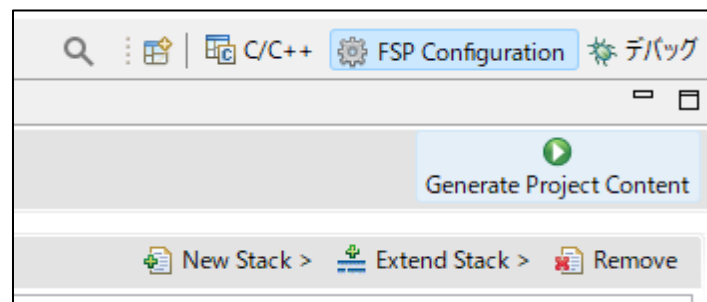 C/C++ FSP Configuration デバッグ
Generate Project Content
New Stack > Extend Stack > Remove